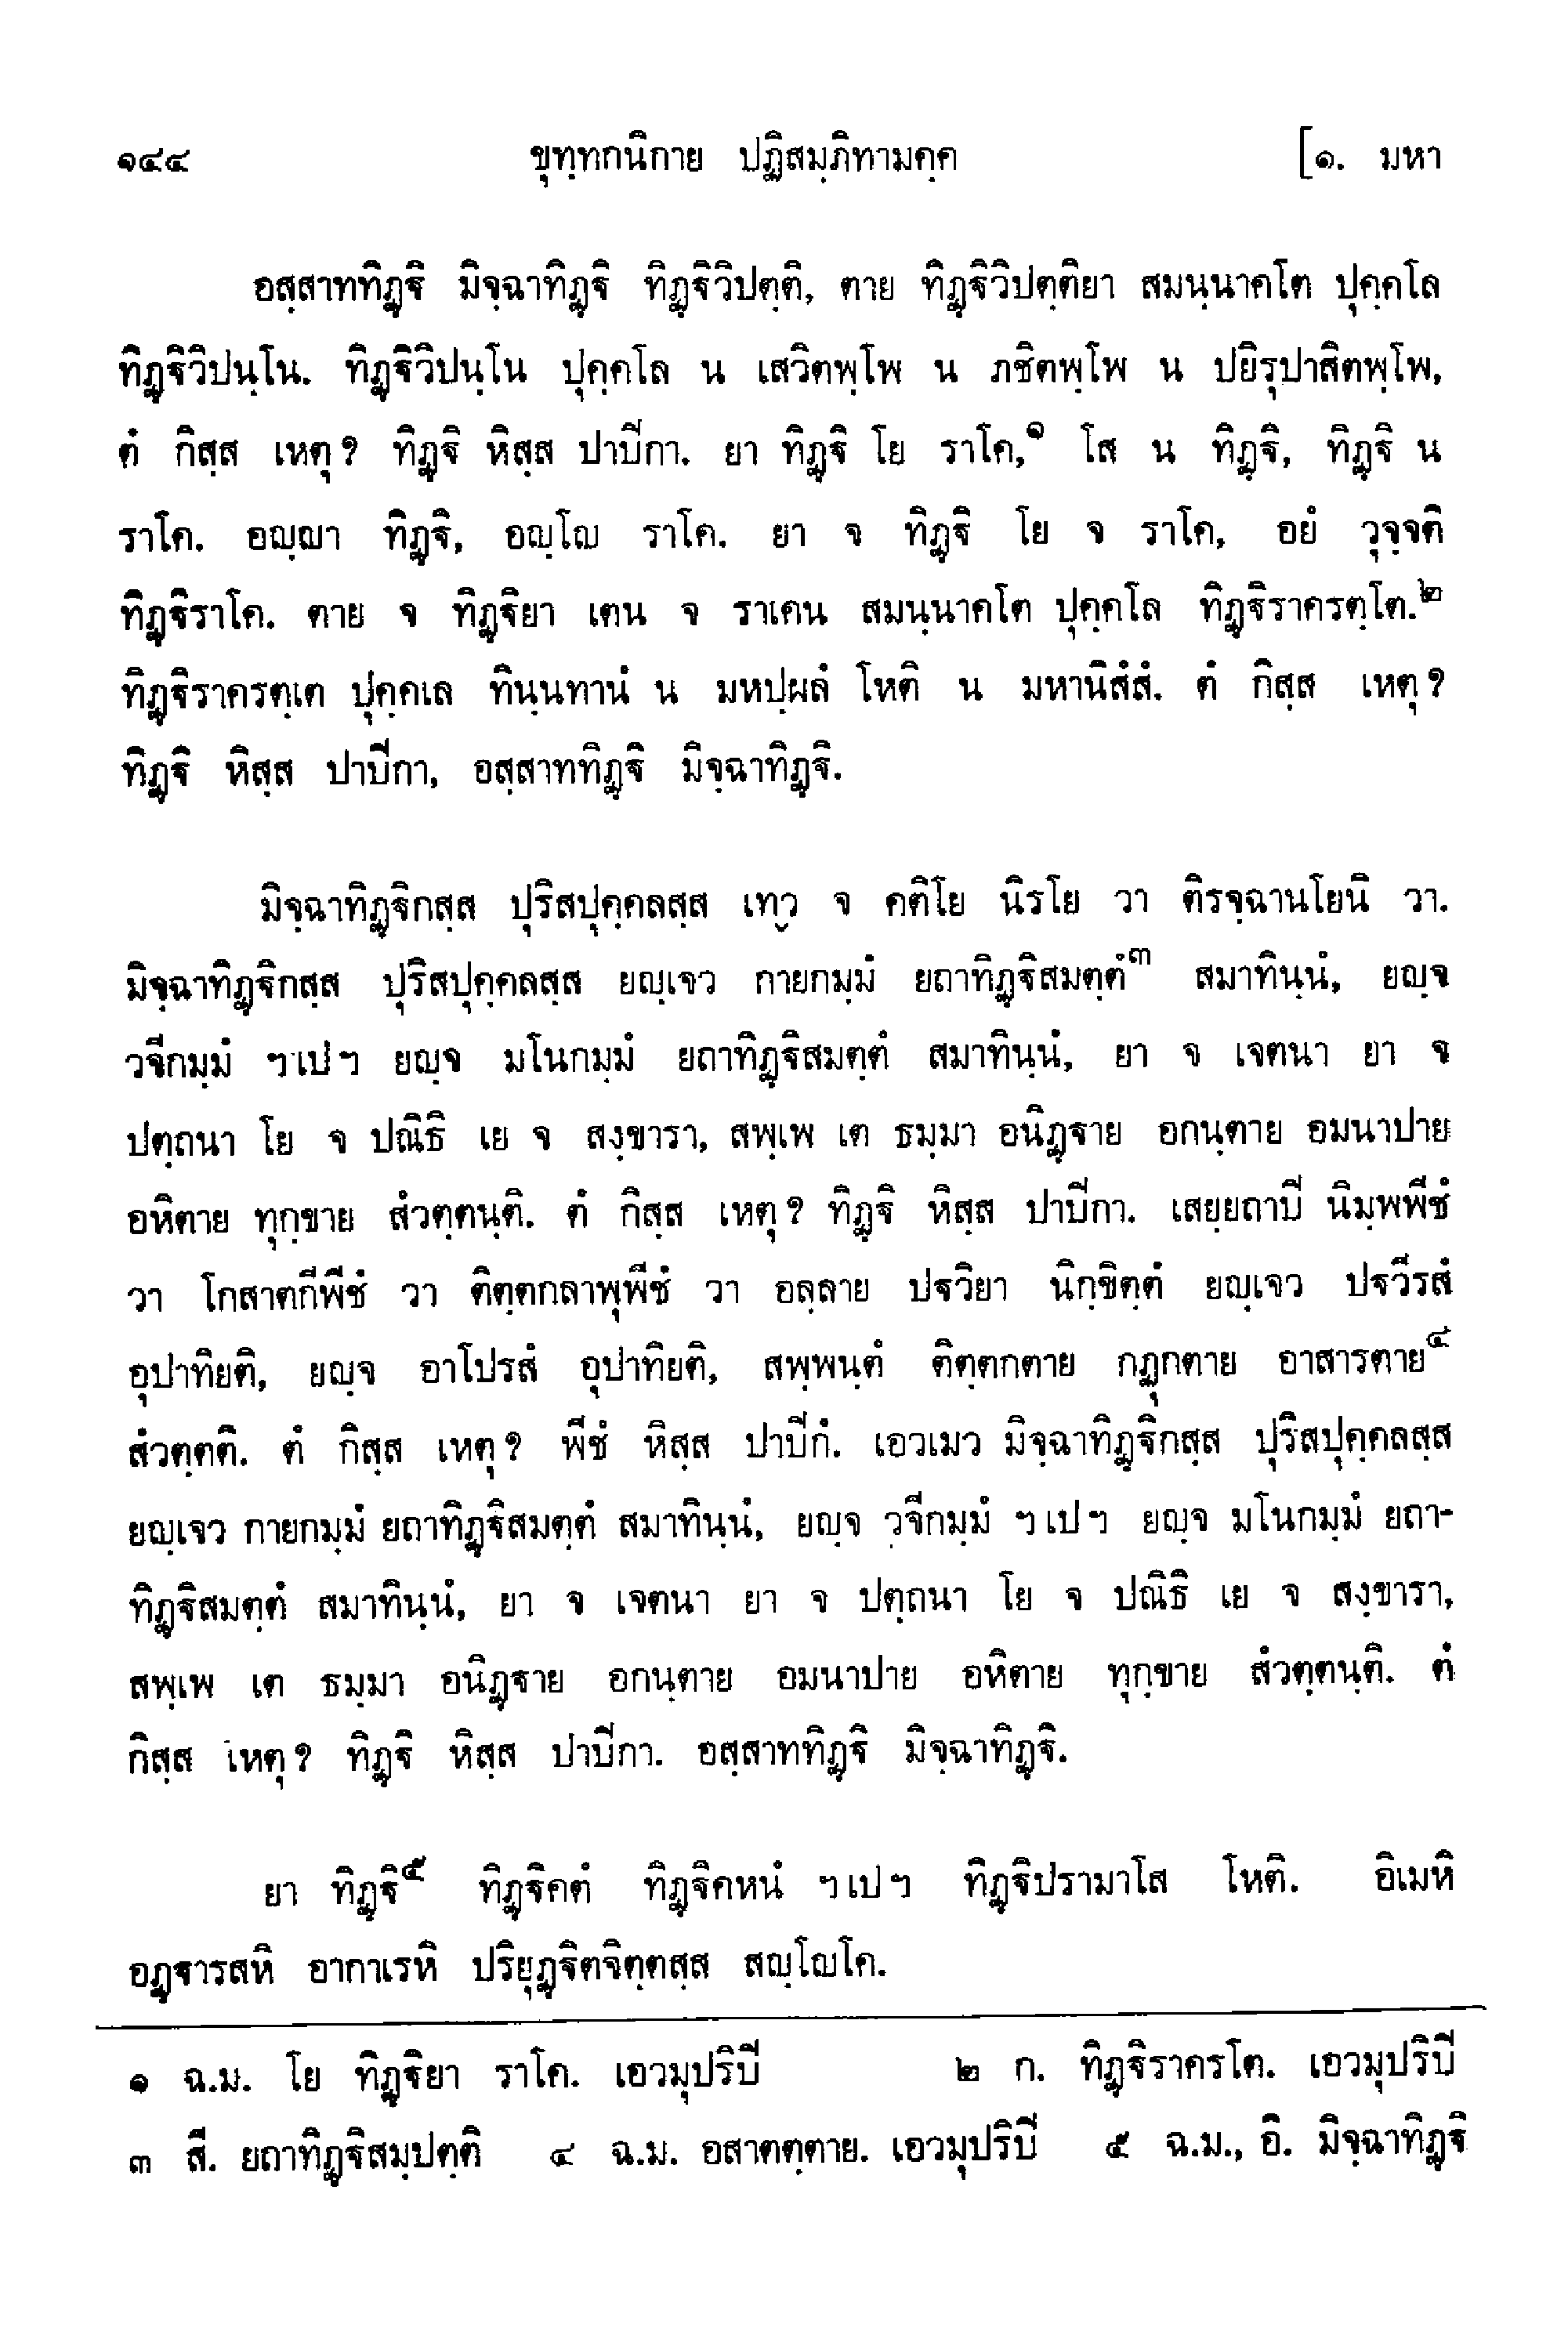 ๑๔๔ ขุทฺทกนิกาย ปฏิสมฺภิทามคฺค [๑. มหา
อสฺสาททิฏฺฐิ มิจฺฉาทิฏฺฐิ ทิฏฺฐิวิปตฺติ, ตาย ทิฏฺฐิวิปตฺติยา สมนฺนาคโต ปุคฺคโล
ทิฏฺฐิวิปนฺโน. ทิฏฺฐิวิปนฺโน ปุคฺคโล น เสวิตพฺโพ น ภชิตพฺโพ น ปยิรุปาสิตพฺโพ,
ตํ กิสฺส เหตุ? ทิฏฺฐิ หิสฺส ปาปิกา. ยา ทิฏฺฐิ โย ราโค,๑ โส น ทิฏฺฐิ, ทิฏฺฐิ น
ราโค. อญฺญา ทิฏฺฐิ, อญฺโญ ราโค. ยา จ ทิฏฺฐิ โย จ ราโค, อยํ วุจฺจติ
ทิฏฺฐิราโค. ตาย จ ทิฏฺฐิยา เตน จ ราเคน สมนฺนาคโต ปุคฺคโล ทิฏฺฐิราครตฺโต.๒
ทิฏฺฐิราครตฺเต ปุคฺคเล ทินฺนทานํ น มหปฺผลํ โหติ น มหานิสํสํ. ตํ กิสฺส เหตุ?
ทิฏฺฐิ หิสฺส ปาปิกา, อสฺสาททิฏฺฐิ มิจฺฉาทิฏฺฐิ.
มิจฺฉาทิฏฺฐิกสฺส ปุริสปุคฺคลสฺส เทฺว จ คติโย นิรโย วา ติรจฺฉานโยนิ วา.
มิจฺฉาทิฏฺฐิกสฺส ปุริสปุคฺคลสฺส ยญฺเจว กายกมฺมํ ยถาทิฏฺฐิสมตฺตํ๓ สมาทินฺนํ, ยญฺจ
วจีกมฺมํ ฯเปฯ ยญฺจ มโนกมฺมํ ยถาทิฏฺฐิสมตฺตํ สมาทินฺนํ, ยา จ เจตนา ยา จ
ปตฺถนา โย จ ปณิธิ เย จ สงฺขารา, สพฺเพ เต ธมฺมา อนิฏฺฐาย อกนฺตาย อมนาปาย
อหิตาย ทุกฺขาย สํวตฺตนฺติ. ตํ กิสฺส เหตุ? ทิฏฺฐิ หิสฺส ปาปิกา. เสยฺยถาปิ นิมฺพพีชํ
วา โกสาตกีพีชํ วา ติตฺตกลาพุพีชํ วา อลฺลาย ปฐวิยา นิกฺขิตฺตํ ยญฺเจว ปฐวีรสํ
อุปาทิยติ, ยญฺจ อาโปรสํ อุปาทิยติ, สพฺพนฺตํ ติตฺตกตาย กฏุกตาย อาสารตาย๔
สํวตฺตติ. ตํ กิสฺส เหตุ? พีชํ หิสฺส ปาปิกํ. เอวเมว มิจฺฉาทิฏฺฐิกสฺส ปุริสปุคฺคลสฺส
ยญฺเจว กายกมฺมํ ยถาทิฏฺฐิสมตฺตํ สมาทินฺนํ, ยญฺจ วจีกมฺมํ ฯเปฯ ยญฺจ มโนกมฺมํ ยถา-
ทิฏฺฐิสมตฺตํ สมาทินฺนํ, ยา จ เจตนา ยา จ ปตฺถนา โย จ ปณิธิ เย จ สงฺขารา,
สพฺเพ เต ธมฺมา อนิฏฺฐาย อกนฺตาย อมนาปาย อหิตาย ทุกฺขาย สํวตฺตนฺติ. ตํ
กิสฺส เหตุ? ทิฏฺฐิ หิสฺส ปาปิกา. อสฺสาททิฏฺฐิ มิจฺฉาทิฏฺฐิ.
ยา ทิฏฺฐิ๕ ทิฏฺฐิคตํ ทิฏฺฐิคหนํ ฯเปฯ ทิฏฺฐิปรามาโส โหติ. อิเมหิ
อฏฺฐารสหิ อากาเรหิ ปริยุฏฺฐิตจิตฺตสฺส สญฺโญโค.
๑ ฉ.ม. โย ทิฏฺฐิยา ราโค. เอวมุปริปิ ๒ ก. ทิฏฺฐิราครโต. เอวมุปริปิ
๓ สี. ยถาทิฏฺฐิสมฺปตฺติ ๔ ฉ.ม. อสาตตฺตาย. เอวมุปริปิ ๕ ฉ.ม., อิ. มิจฺฉาทิฏฺฐิ